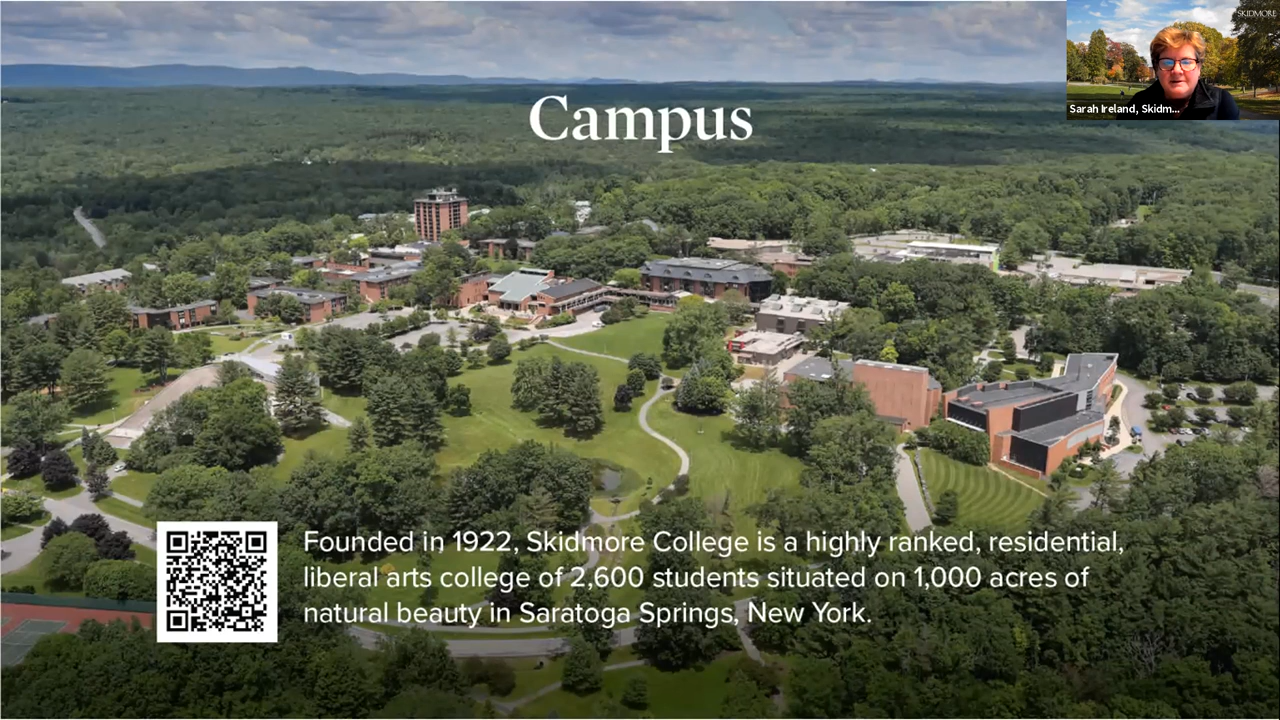 Campus
SKIDMORE
Sarah Ireland, Skidm...
Founded in 1922, Skidmore College is a highly ranked, residential,
liberal arts college of 2,600 students situated on 1,000 acres of
natural beauty in Saratoga Springs, New York.